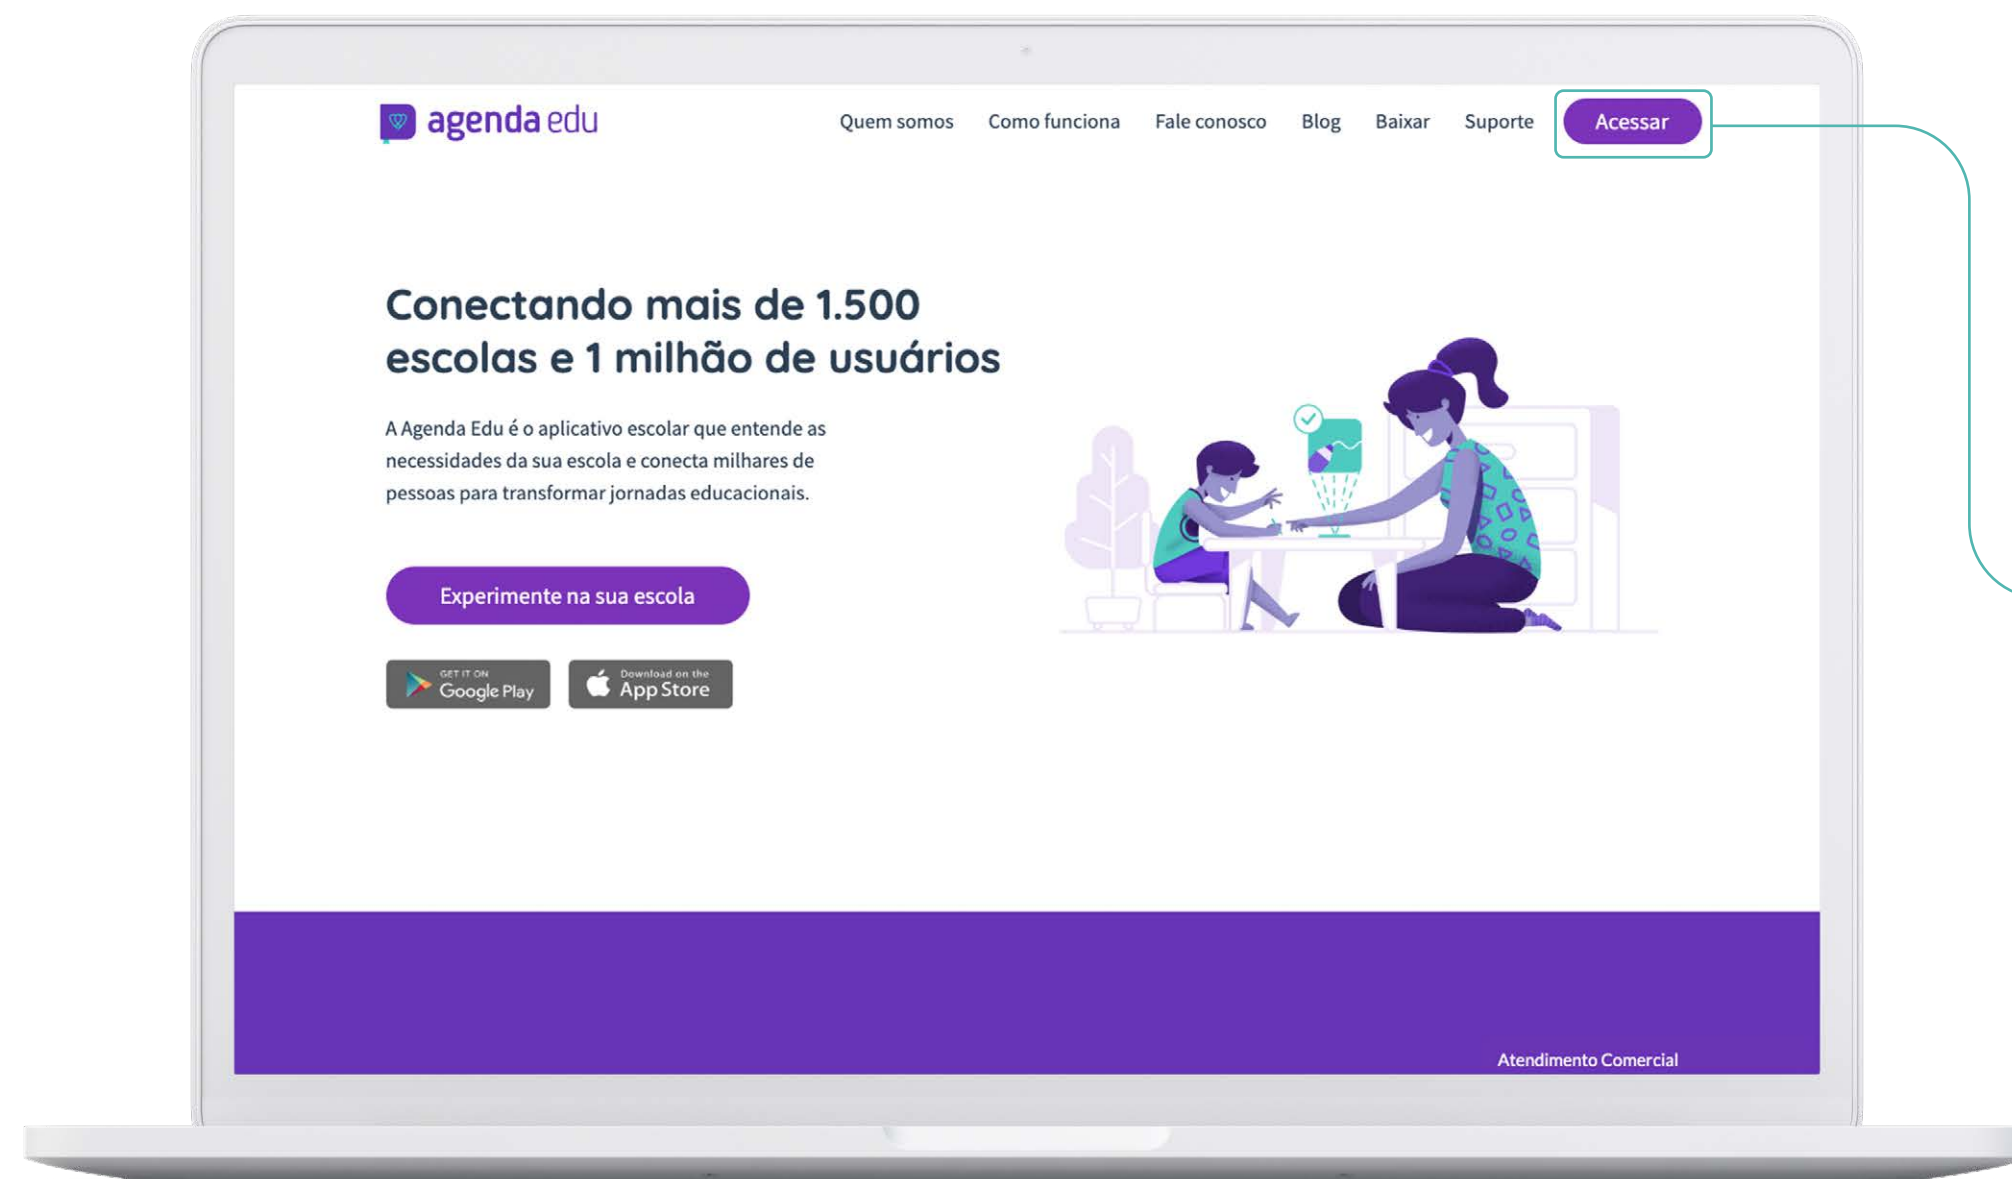 agenda edu
Quem somos
Como funciona
Fale conosco
Blog
Baixar
Suporte
Acessar
Conectando mais de 1.500
escolas e 1 milhão de usuários
A Agenda Edu é o aplicativo escolar que entende as
necessidades da sua escola e conecta milhares de
pessoas para transformar jornadas educacionais.
Experimente na sua escola
GET IT ON
Google Play
Download on the
App Store
Atendimento Comercial